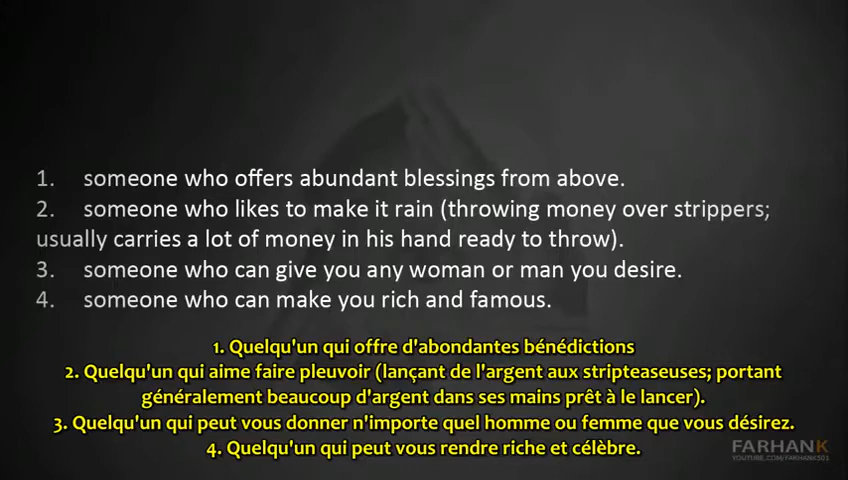 1. someone who offers abundant blessings from above.
2. someone who likes to make it rain (throwing money over strippers;
usually carries a lot of money in his hand ready to throw).
3. someone who can give you any woman or man you desire.
4. someone who can make you rich and famous.
1. Quelqu'un qui offre d'abondantes bénédictions
2. Quelqu'un qui aime faire pleuvoir (lançant de l'argent aux stripteaseuses; portant
généralement beaucoup d'argent dans ses mains prêt à le lancer).
3. Quelqu'un qui peut vous donner n'importe quel homme ou femme que vous désirez.
4. Quelqu'un qui peut vous rendre riche et célèbre.
FARHANK
YOUTUBE.COM/FARHANKS01